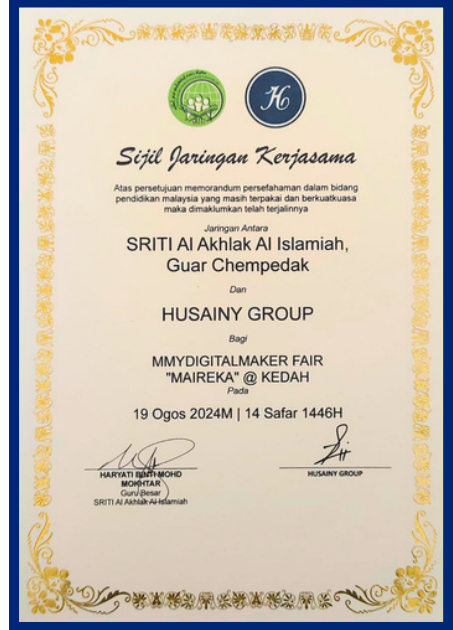 H
Sijil Jaringan Kerjasama
Atas persetujuan memorandum persefahaman dalam bidang
pendidikan malaysia yang masih terpakai dan berkuatkuasa
maka dimaklumkan telah terjalinnya
Jaringan Antara
SRITI Al Akhlak Al Islamiah,
Guar Chempedak
Dan
HUSAINY GROUP
Bagi
MMYDIGITALMAKER FAIR
"MAIREKA" @ KEDAH
Pada
19 Ogos 2024M | 14 Safar 1446H
HARYATI BINTI MOHD
MOKHTAR
Guru Besar
SRITI Al Akhlak Al-Islamiah
HUSAINY GROUP